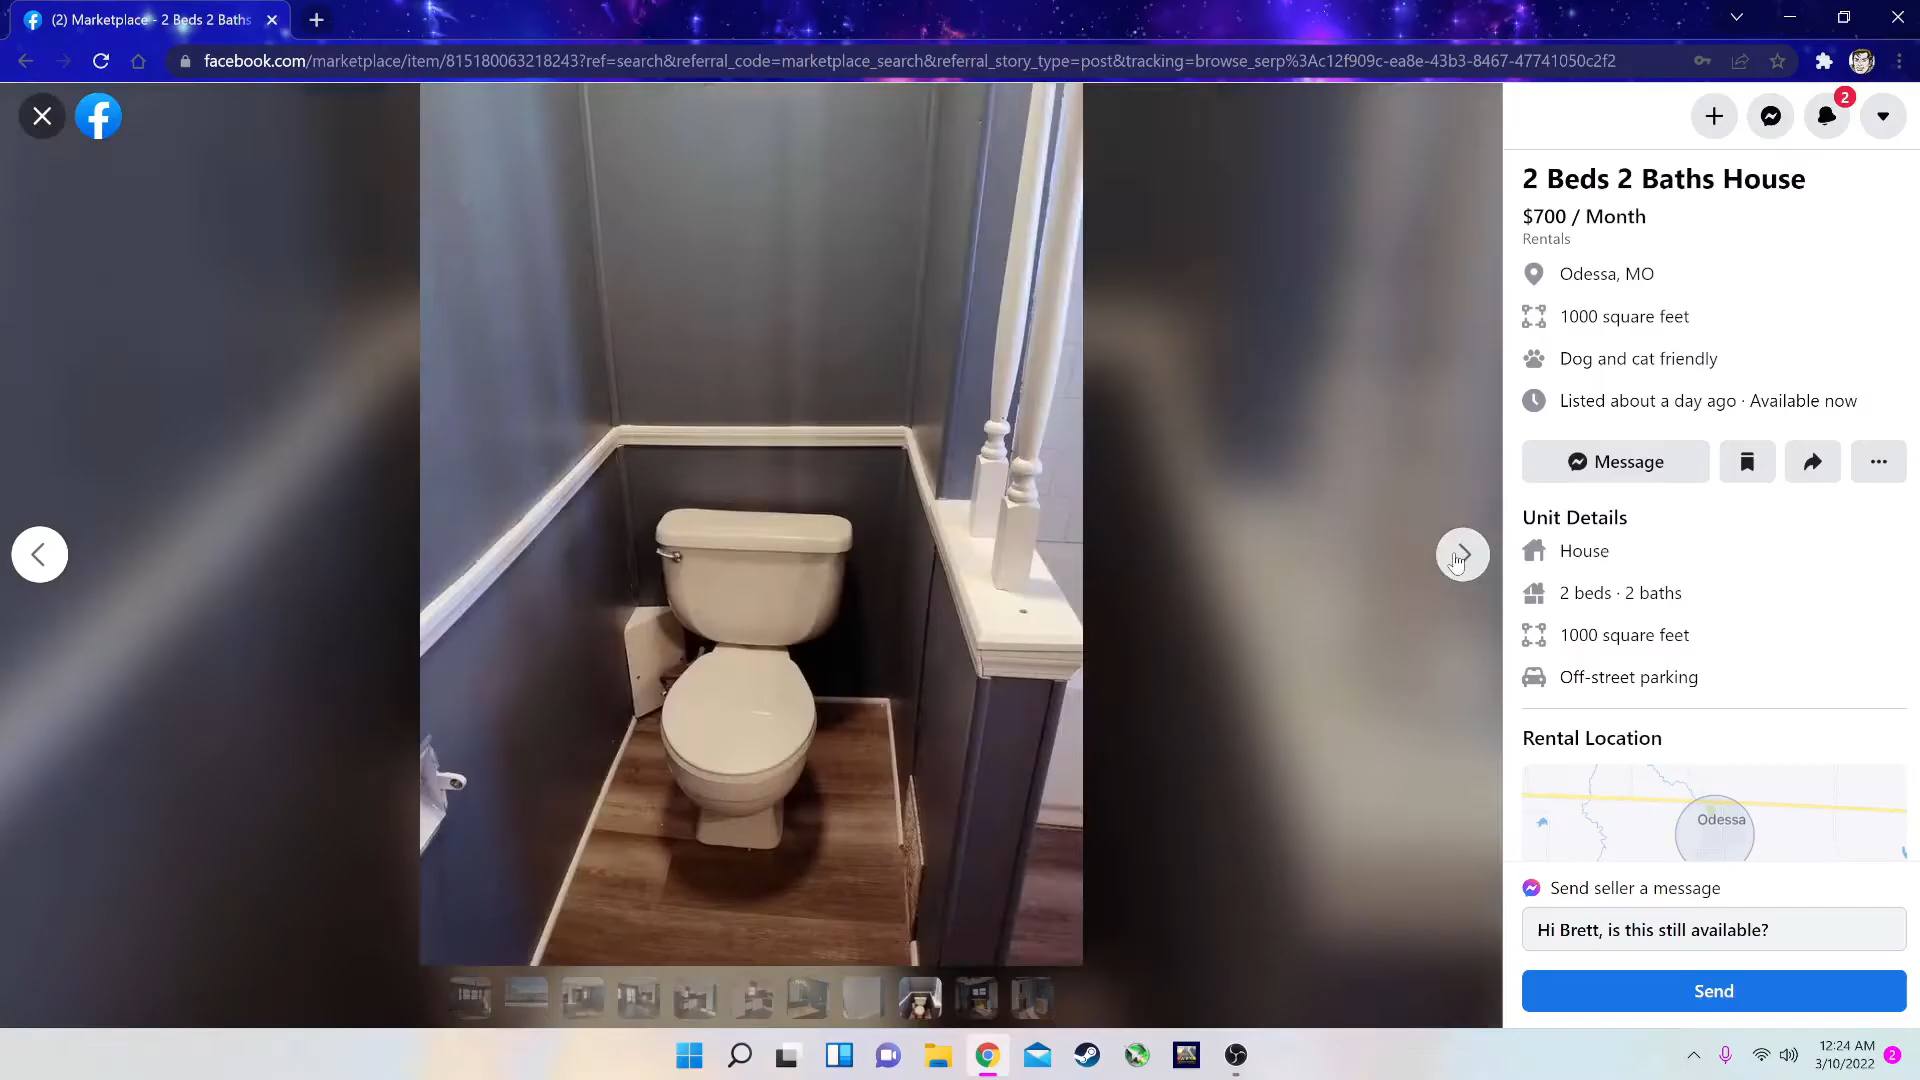 (2) Marketplace - 2 Beds 2 Baths
facebook.com/marketplace/item/815180063218243?ref=search&referral_code=marketplace_search&referral_story_type=post&tracking=browse_serp%3Ac12f909c-ea8e-43b3-8467-47741050c2f2
2
2 Beds 2 Baths House
$700 / Month
Rentals
Odessa, MO
1000 square feet
Dog and cat friendly
Listed about a day ago · Available now
Message
Unit Details
House
2 beds · 2 baths
1000 square feet
Off-street parking
Rental Location
Odessa
Send seller a message
Hi Brett, is this still available?
Send
12:24 AM
3/10/2022
2